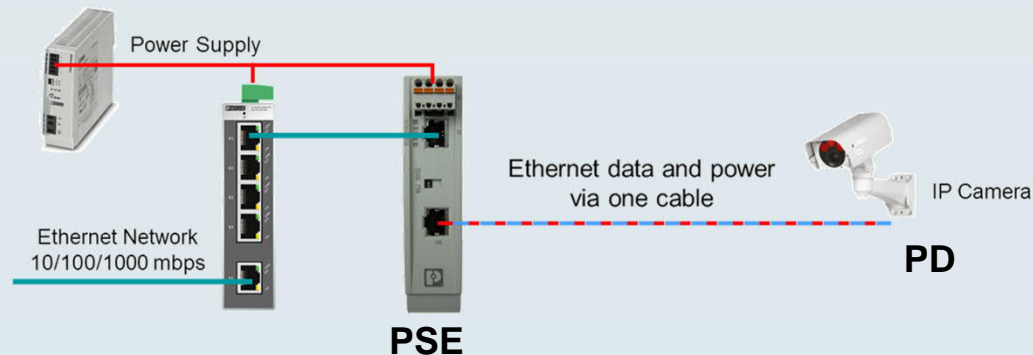 Power Supply
Ethernet data and power
via one cable
IP Camera
Ethernet Network
10/100/1000 mbps
PD
PSE